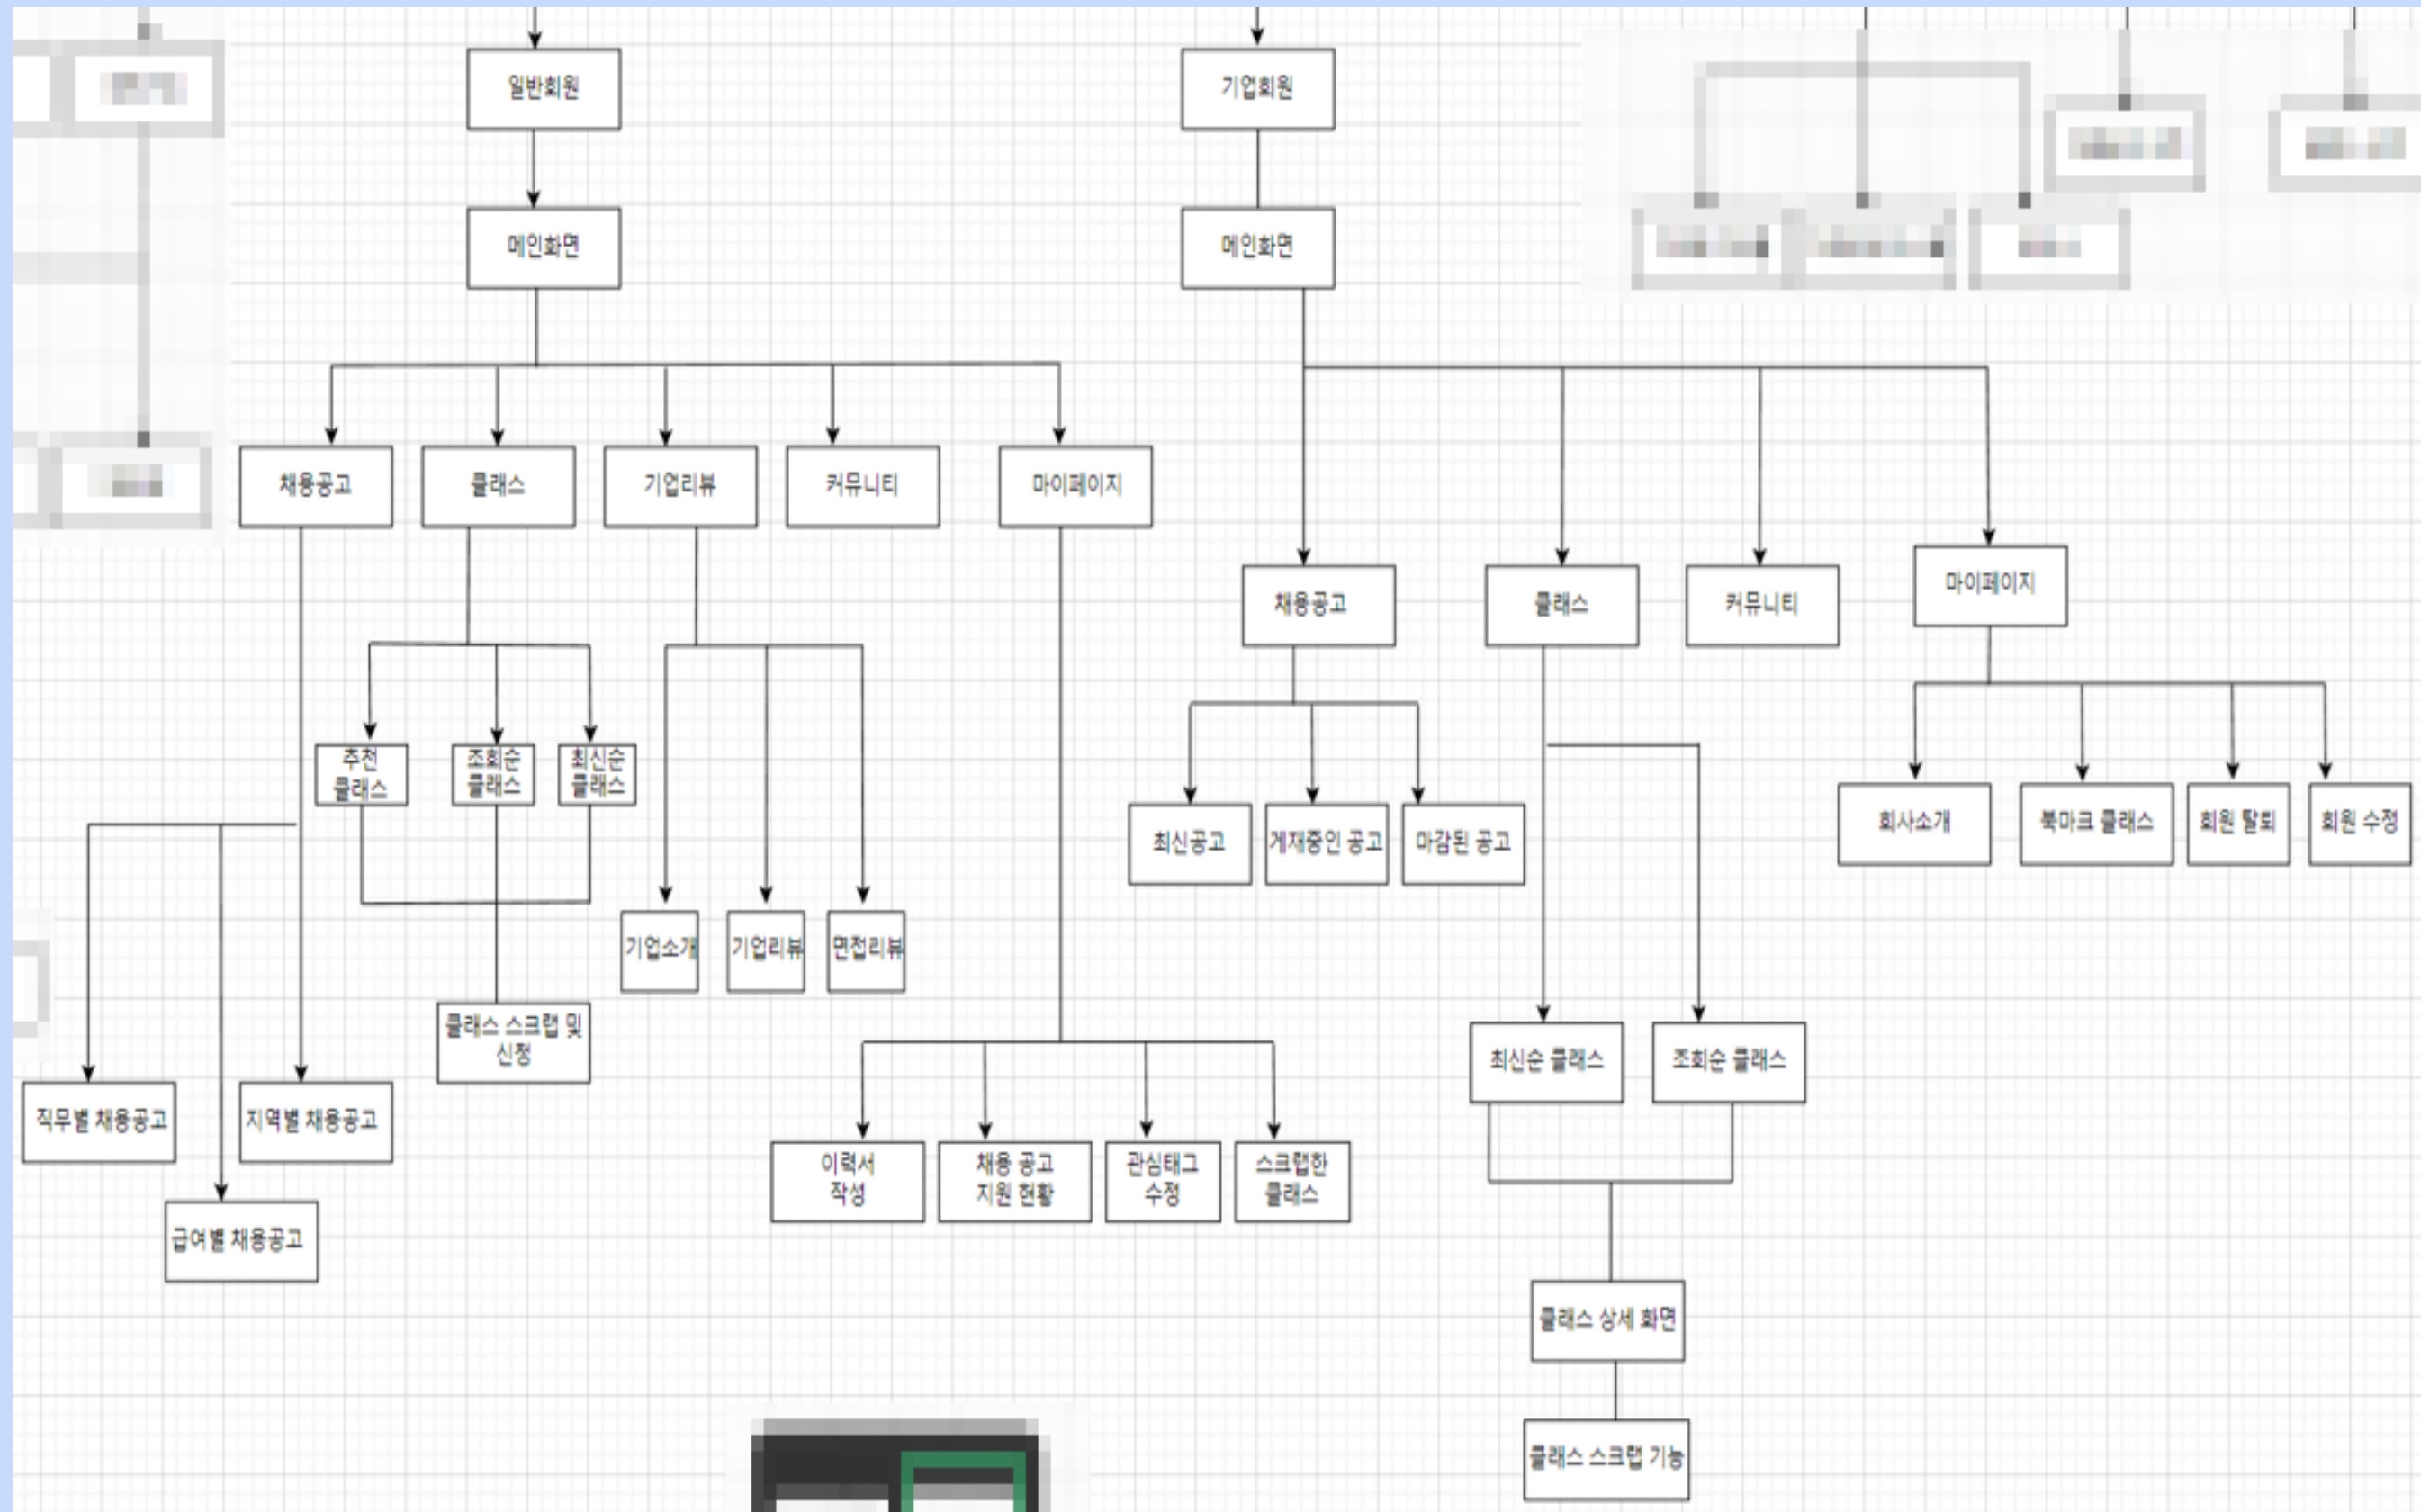 일반회원
기업회원
메인화면
메인화면
채용공고
클래스
기업리뷰
커뮤니티
마이페이지
채용공고
클래스
커뮤니티
마이페이지
추천
클래스
조회순
클래스
최신순
클래스
최신공고
게재중인 공고
마감된 공고
회사소개
북마크 클래스
회원 탈퇴
회원 수정
기업소개
기업리뷰
면접리뷰
클래스 스크랩 및
신청
최신순 클래스
조회순 클래스
직무별 채용공고
지역별 채용공고
급여별 채용공고
이력서
작성
채용 공고
지원 현황
관심태그
수정
스크랩한
클래스
클래스 상세 화면
클래스 스크랩 기능